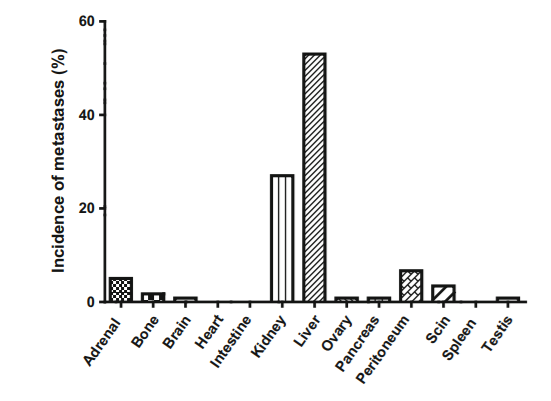 Incidence of metastases (%)
60
40
20
0
Adrenal
Bone
Brain
Heart
Intestine
Kidney
Liver
Ovary
Pancreas
Peritoneum
Scin
Spleen
Testis